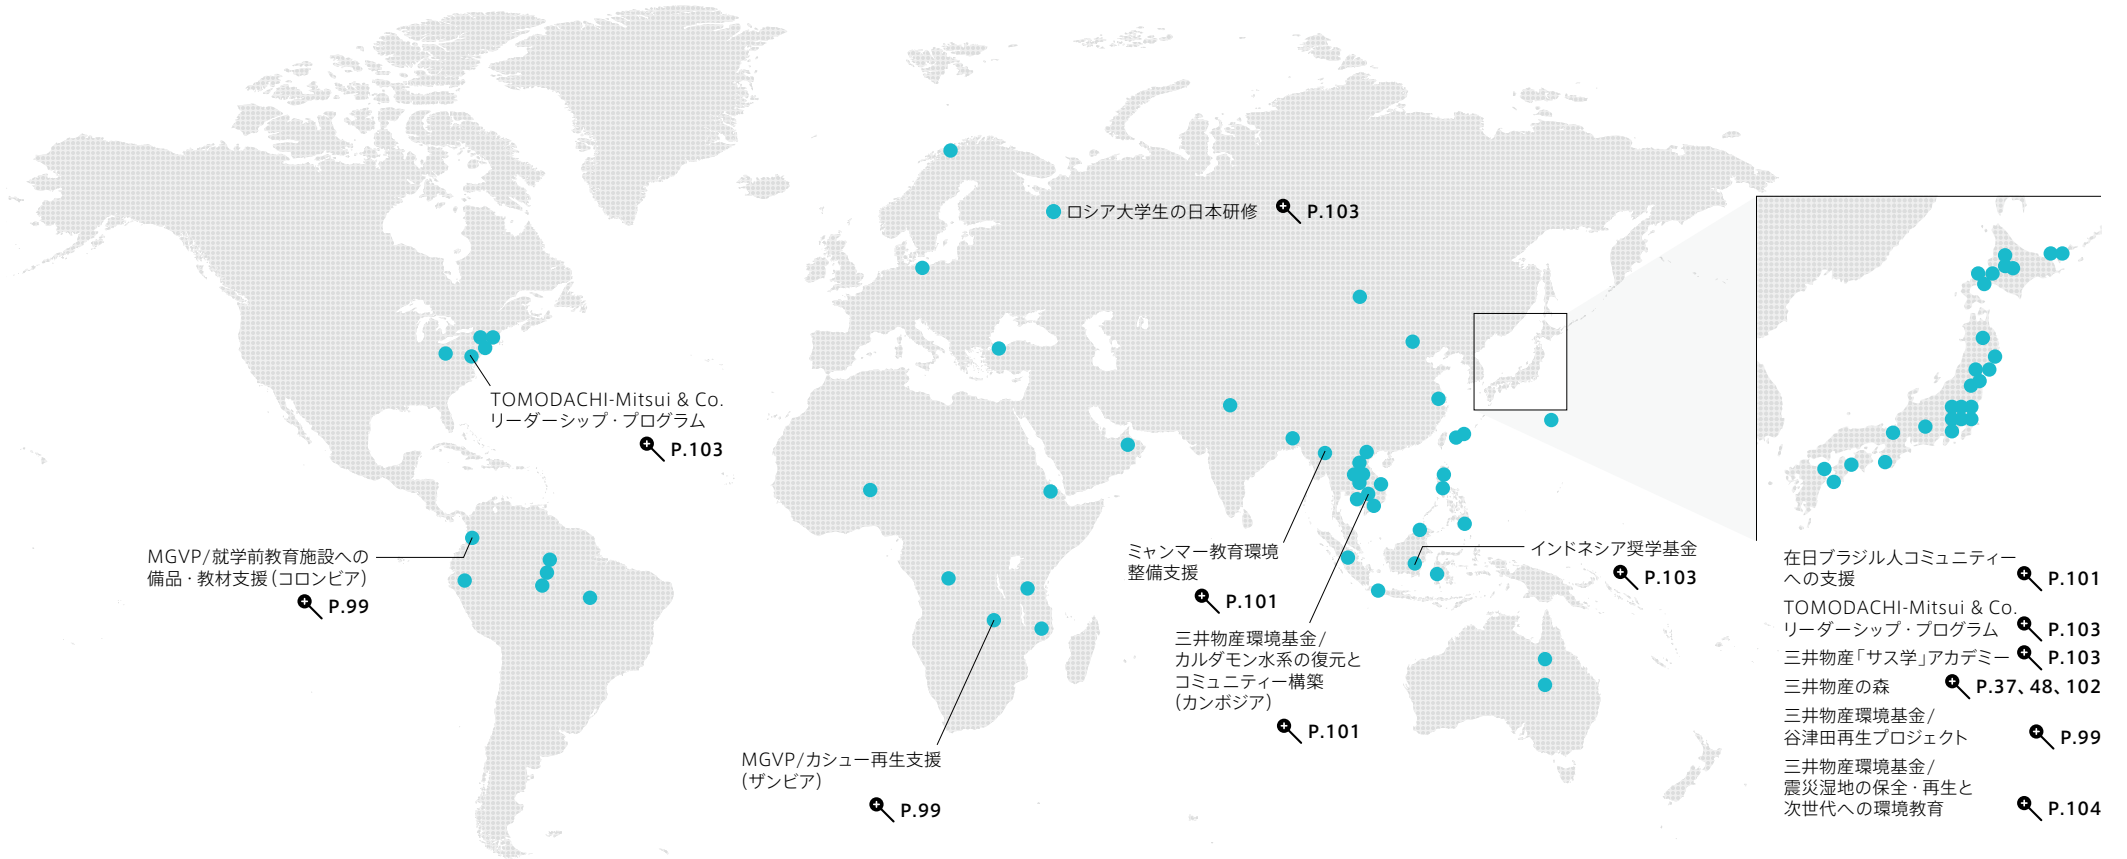 ロシア大学生の日本研修 P.103
TOMODACHI-Mitsui & Co.
リーダーシップ・プログラム
P.103
MGVP/就学前教育施設への
備品・教材支援(コロンビア)
P.99
MGVP/カシュー再生支援
(ザンビア)
P.99
ミャンマー教育環境
整備支援
P.101
三井物産環境基金/
カルダモン水系の復元と
コミュニティー構築
(カンボジア)
P.101
インドネシア奨学基金
P.103
在日ブラジル人コミュニティー
への支援 P.101
TOMODACHI-Mitsui & Co.
リーダーシップ・プログラム P.103
三井物産「サス学」アカデミー P.103
三井物産の森 P.37、48、102
三井物産環境基金/
谷津田再生プロジェクト P.99
三井物産環境基金/
震災湿地の保全・再生と
次世代への環境教育 P.104